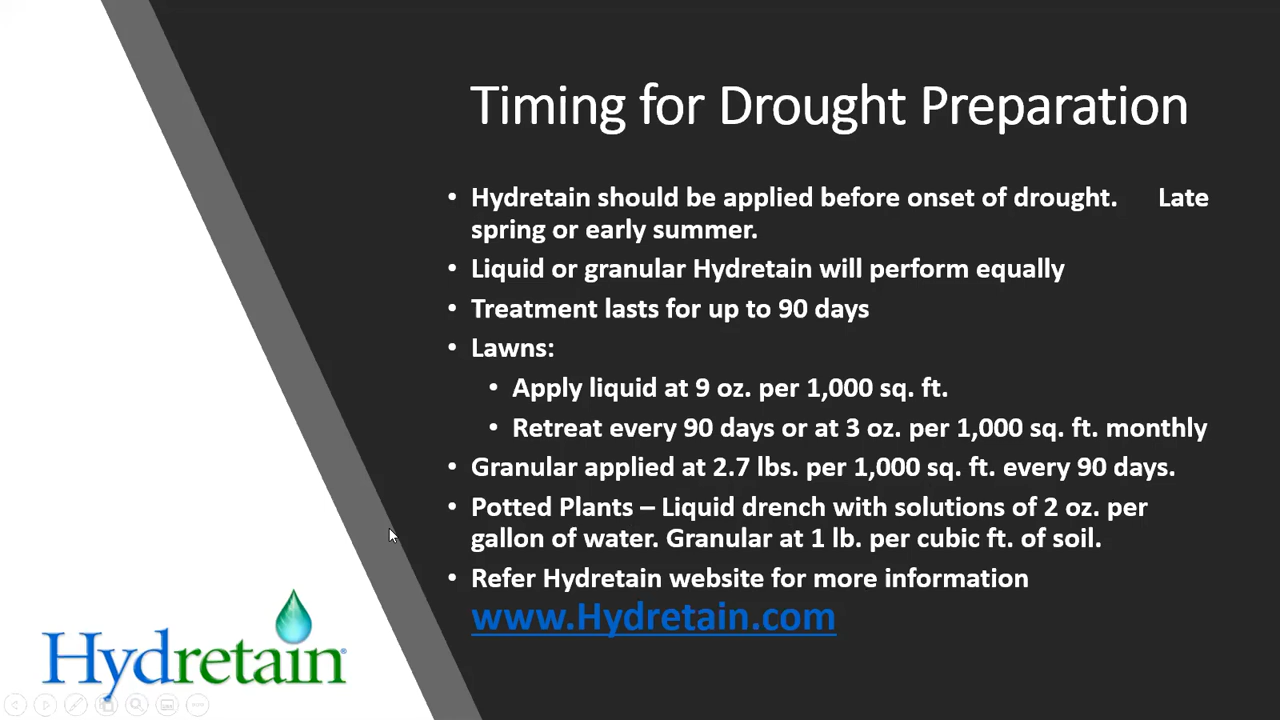 Timing for Drought Preparation
• Hydretain should be applied before onset of drought. Late
spring or early summer.
• Liquid or granular Hydretain will perform equally
• Treatment lasts for up to 90 days
• Lawns:
• Apply liquid at 9 oz. per 1,000 sq. ft.
• Retreat every 90 days or at 3 oz. per 1,000 sq. ft. monthly
• Granular applied at 2.7 lbs. per 1,000 sq. ft. every 90 days.
• Potted Plants – Liquid drench with solutions of 2 oz. per
gallon of water. Granular at 1 lb. per cubic ft. of soil.
• Refer Hydretain website for more information
www.Hydretain.com
Hydretain®